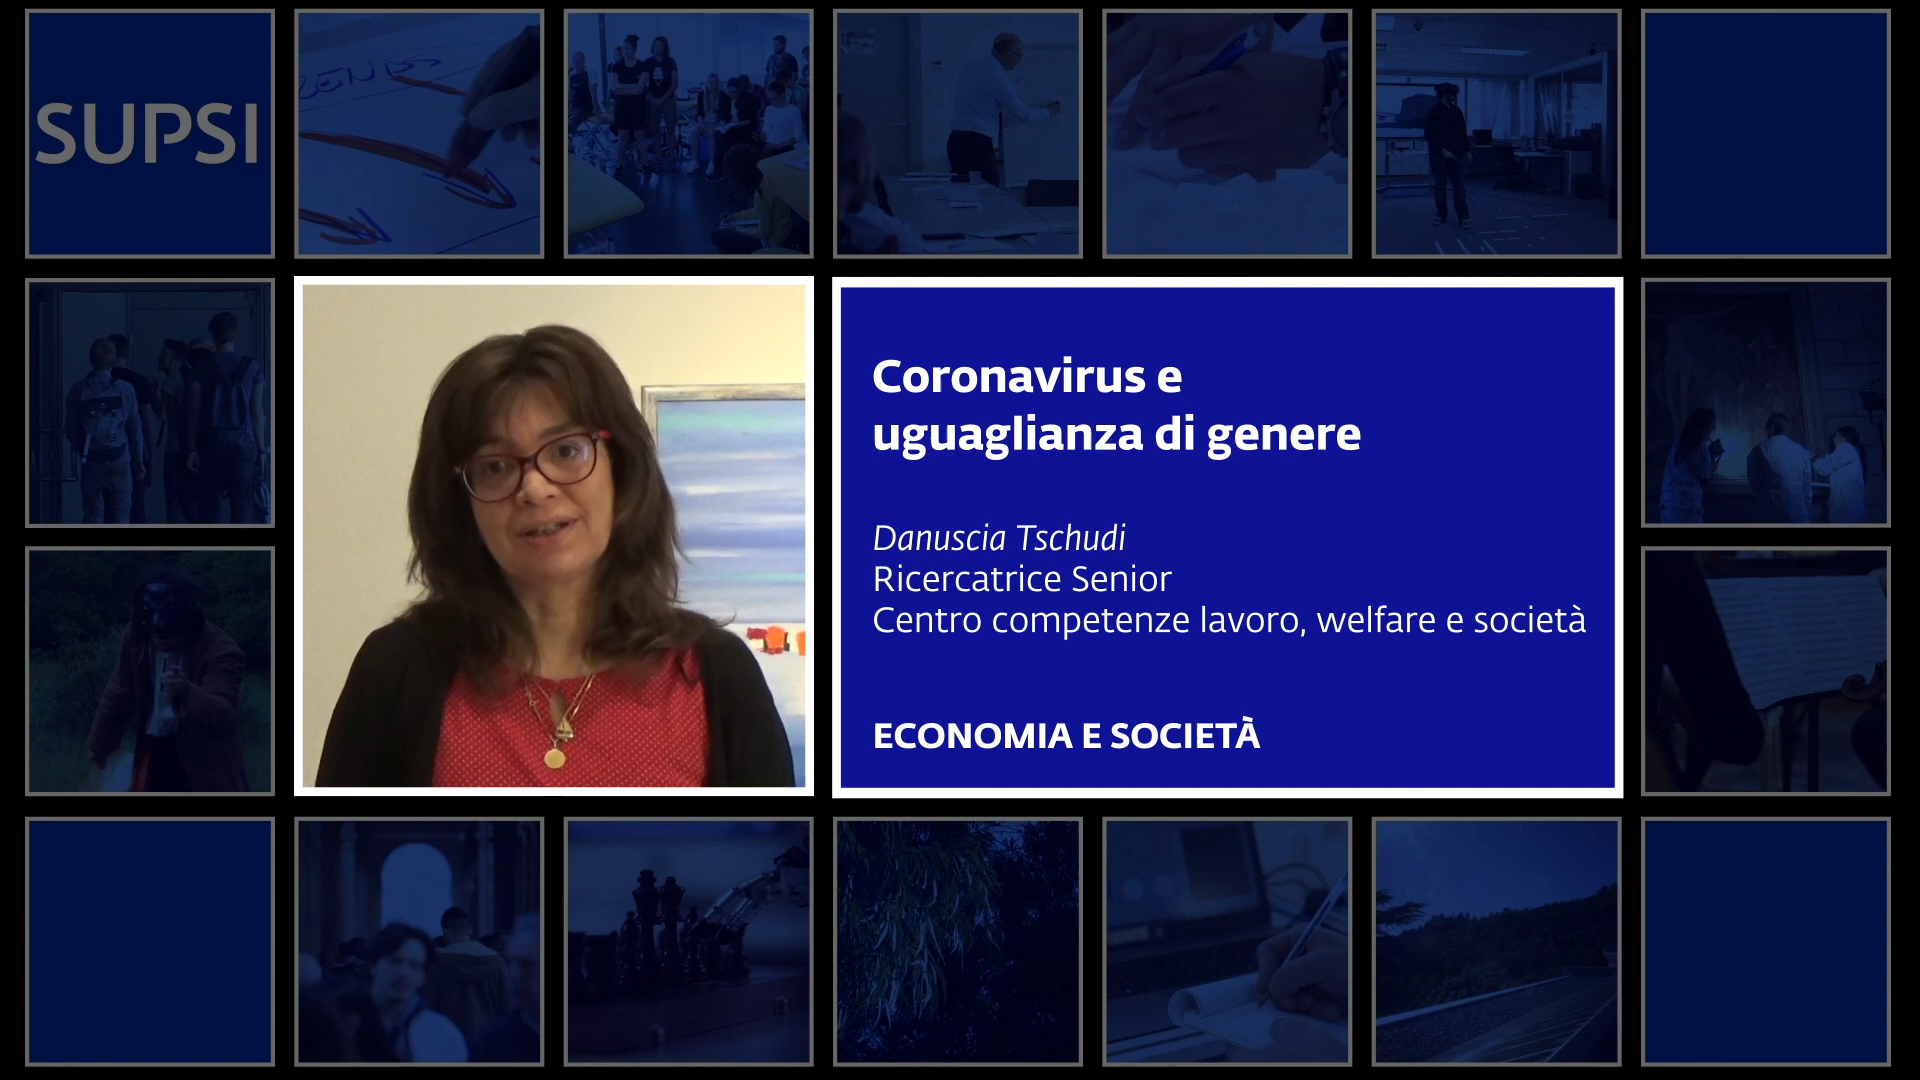 SUPSI
Coronavirus e
uguaglianza di genere
Danuscia Tschudi
Ricercatrice Senior
Centro competenze lavoro, welfare e società
ECONOMIA E SOCIETÀ